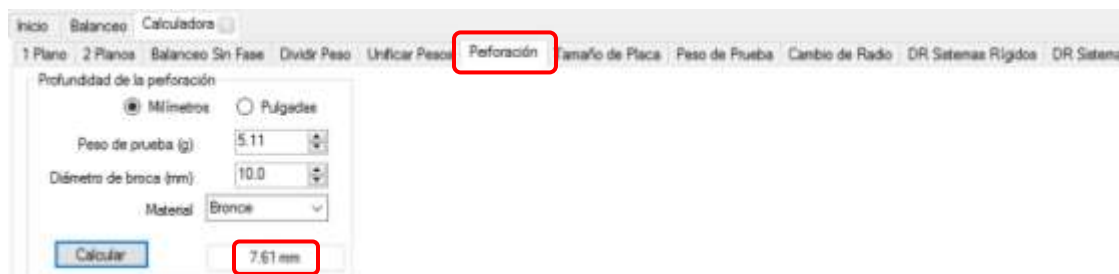 Inicio Balanceo Calculadora
1 Plano 2 Planos Balanceo Sin Fase Dividir Peso Unificar Pesos Perforación Tamaño de Placa Peso de Prueba Cambio de Radio DR Sistemas Rígidos DR Sistema
Profundidad de la perforación
Milímetros Pulgadas
Peso de prueba (g) 5.11
Diámetro de broca (mm) 10.0
Material Bronce
Calcular 7.61 mm